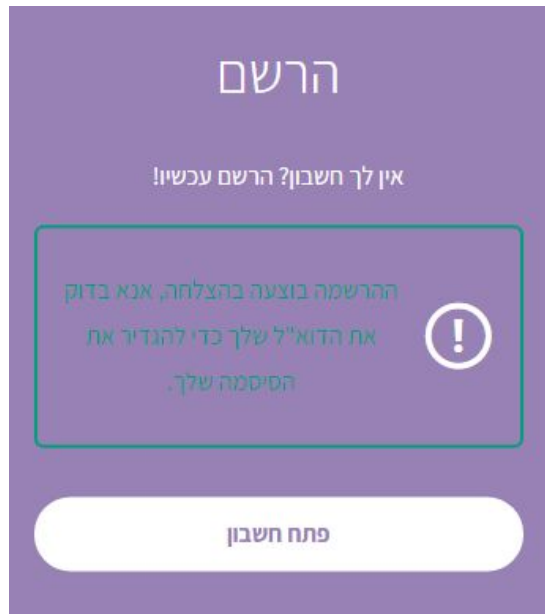 הרשם
אין לך חשבון? הרשם עכשיו!
ההרשמה בוצעה בהצלחה, אנא בדוק
את הדוא"ל שלך כדי להגדיר את
הסיסמה שלך.
פתח חשבון